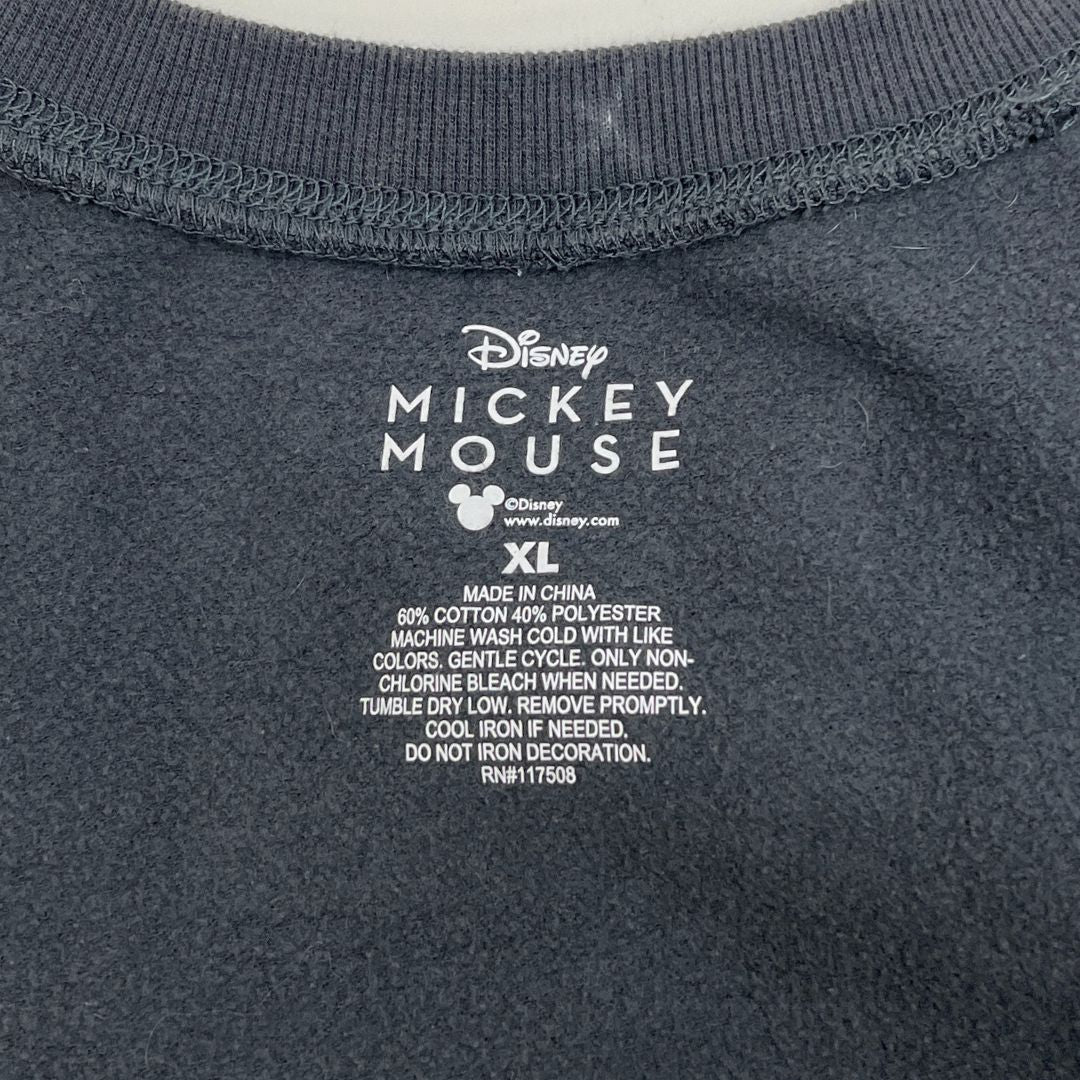 Disney
MICKEY
MOUSE
©Disney
www.disney.com
XL
MADE IN CHINA
60% COTTON 40% POLYESTER
MACHINE WASH COLD WITH LIKE
COLORS. GENTLE CYCLE. ONLY NON-
CHLORINE BLEACH WHEN NEEDED.
TUMBLE DRY LOW. REMOVE PROMPTLY.
COOL IRON IF NEEDED.
DO NOT IRON DECORATION.
RN#117508